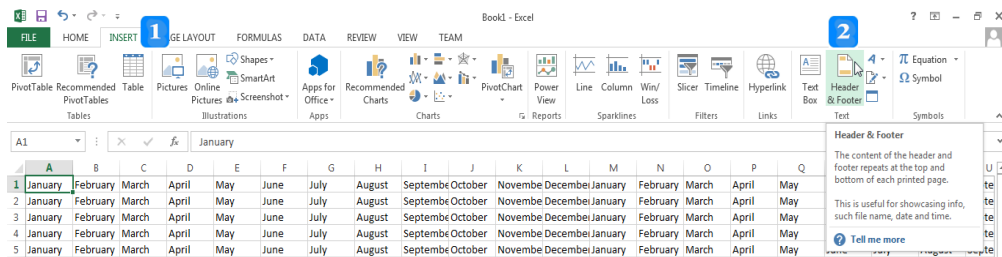 Book1 - Excel
FILE HOME INSERT 1 GE LAYOUT FORMULAS DATA REVIEW VIEW TEAM 2
PivotTable Recommended PivotTables Table Pictures Online Pictures Shapes SmartArt Screenshot Apps for Office Recommended Charts PivotChart Power View Line Column Win/Loss Slicer Timeline Hyperlink Text Box Header & Footer Equation Symbol
Tables Illustrations Apps Charts Reports Sparklines Filters Links Text Symbols
A1 fx January
Header & Footer
The content of the header and
footer repeats at the top and
bottom of each printed page.
This is useful for showcasing info,
such file name, date and time.
Tell me more
A B C D E F G H I J K L M N O P Q U
1 January February March April May June July August Septembe October Novembe December January February March April May te
2 January February March April May June July August Septembe October Novembe December January February March April May te
3 January February March April May June July August Septembe October Novembe December January February March April May te
4 January February March April May June July August Septembe October Novembe December January February March April May te
5 January February March April May June July August Septembe October Novembe December January February March April May June July August Septe